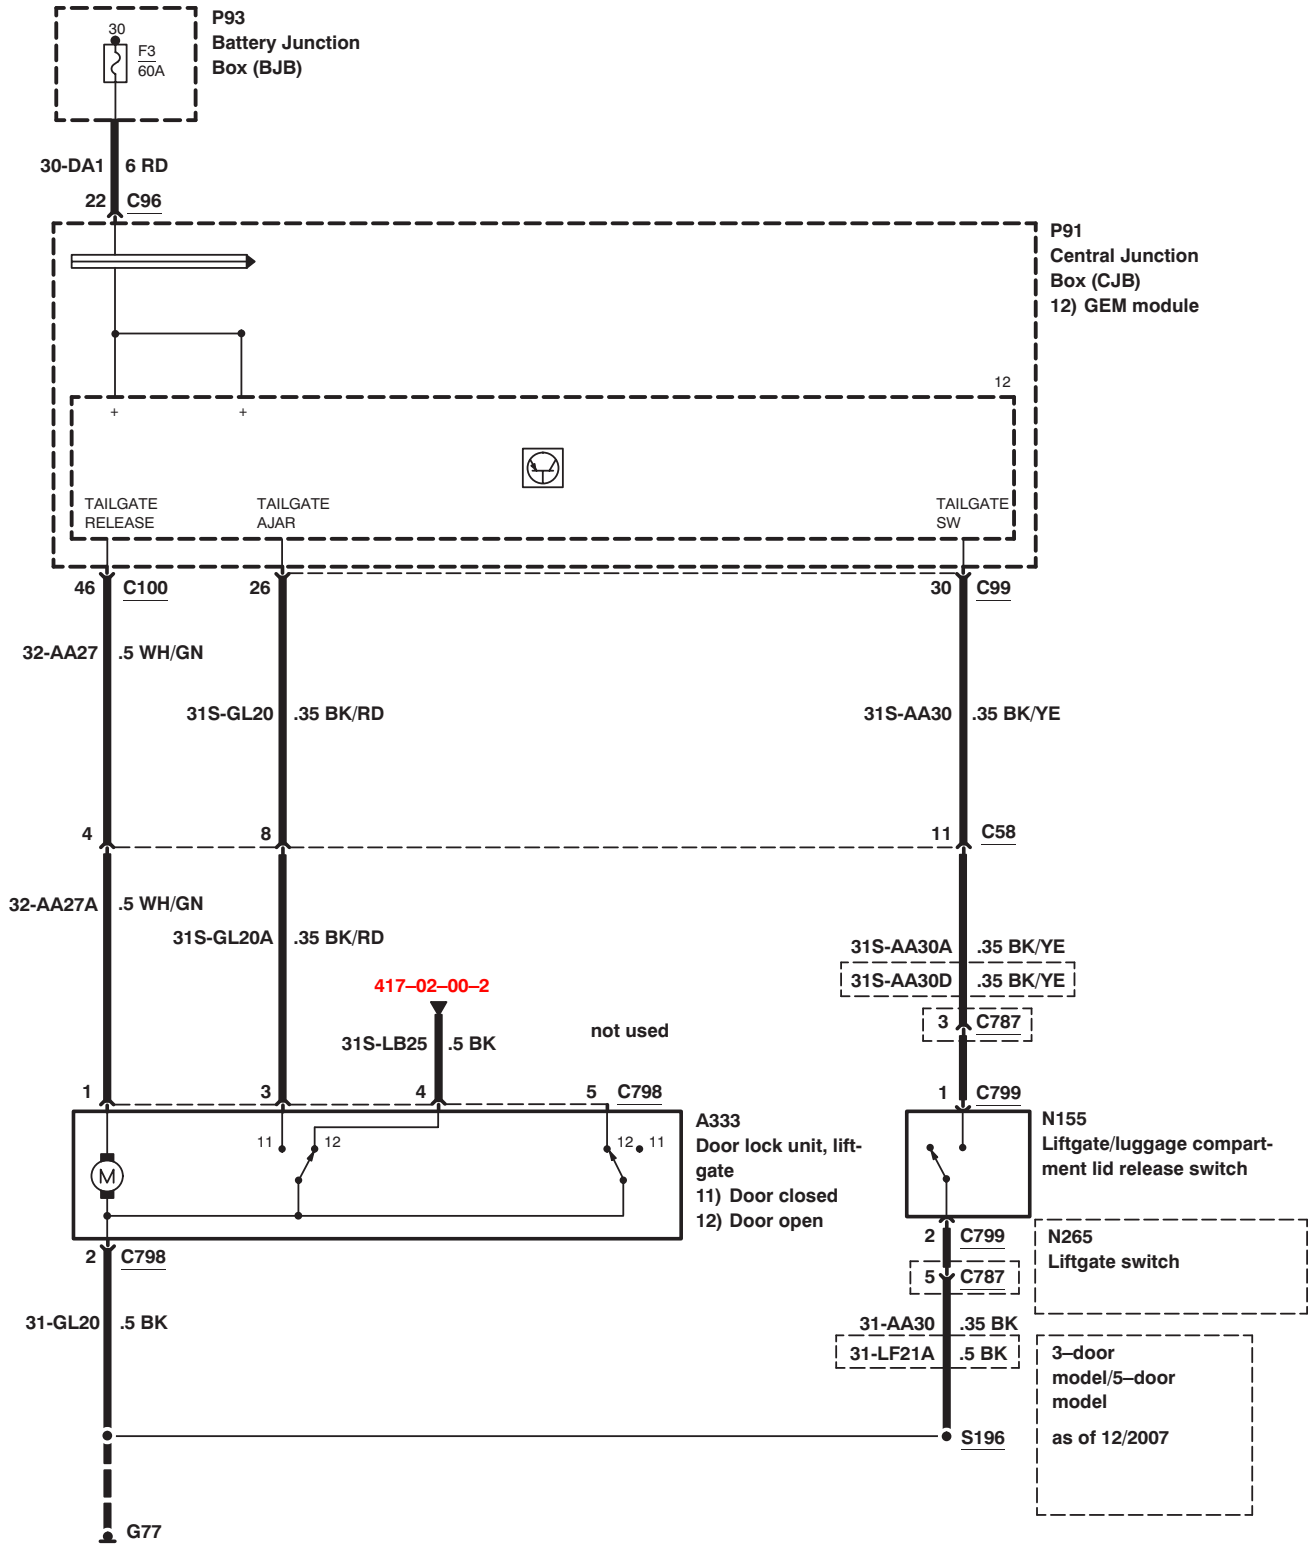 P93
Battery Junction
Box (BJB)
30
F3
60A
30-DA1 6 RD
22 C96
P91
Central Junction
Box (CJB)
12) GEM module
12
+ +
TAILGATE
RELEASE
TAILGATE
AJAR
TAILGATE
SW
46 C100 26 30 C99
32-AA27 .5 WH/GN
31S-GL20 .35 BK/RD 31S-AA30 .35 BK/YE
4 8 11 C58
32-AA27A .5 WH/GN
31S-GL20A .35 BK/RD
31S-AA30A .35 BK/YE
31S-AA30D .35 BK/YE
417–02–00–2
3 C787
not used
31S-LB25 .5 BK
1 3 4 5 C798
1 C799
A333
Door lock unit, lift-
gate
11) Door closed
12) Door open
11 12 12 11
M
N155
Liftgate/luggage compart-
ment lid release switch
2 C798
2 C799
N265
Liftgate switch
5 C787
31-GL20 .5 BK
31-AA30 .35 BK
31-LF21A .5 BK
3–door
model/5–door
model
as of 12/2007
S196
G77